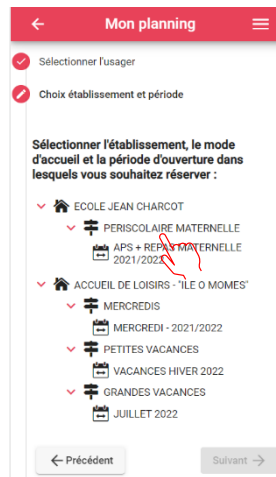 Mon planning
Sélectionner l'usager
Choix établissement et période
Sélectionner l'établissement, le mode
d'accueil et la période d'ouverture dans
lesquels vous souhaitez réserver :
ECOLE JEAN CHARCOT
PERISCOLAIRE MATERNELLE
APS + REPAS MATERNELLE
2021/2022
ACCUEIL DE LOISIRS - "ILE O MOMES"
MERCREDIS
MERCREDI - 2021/2022
PETITES VACANCES
VACANCES HIVER 2022
GRANDES VACANCES
JUILLET 2022
Précédent
Suivant